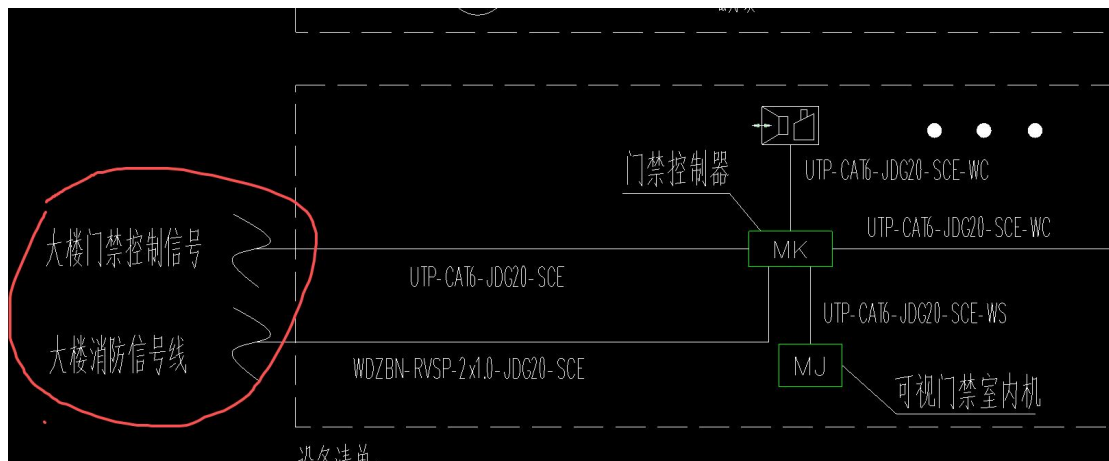 门禁控制器
UTP-CAT6-JDG20-SCE-WC
大楼门禁控制信号
MK
UTP-CAT6-JDG20-SCE-WC
UTP-CAT6-JDG20-SCE
UTP-CAT6-JDG20-SCE-WS
大楼消防信号线
WDZBN-RVSP-2x1.0-JDG20-SCE
MJ
可视门禁室内机